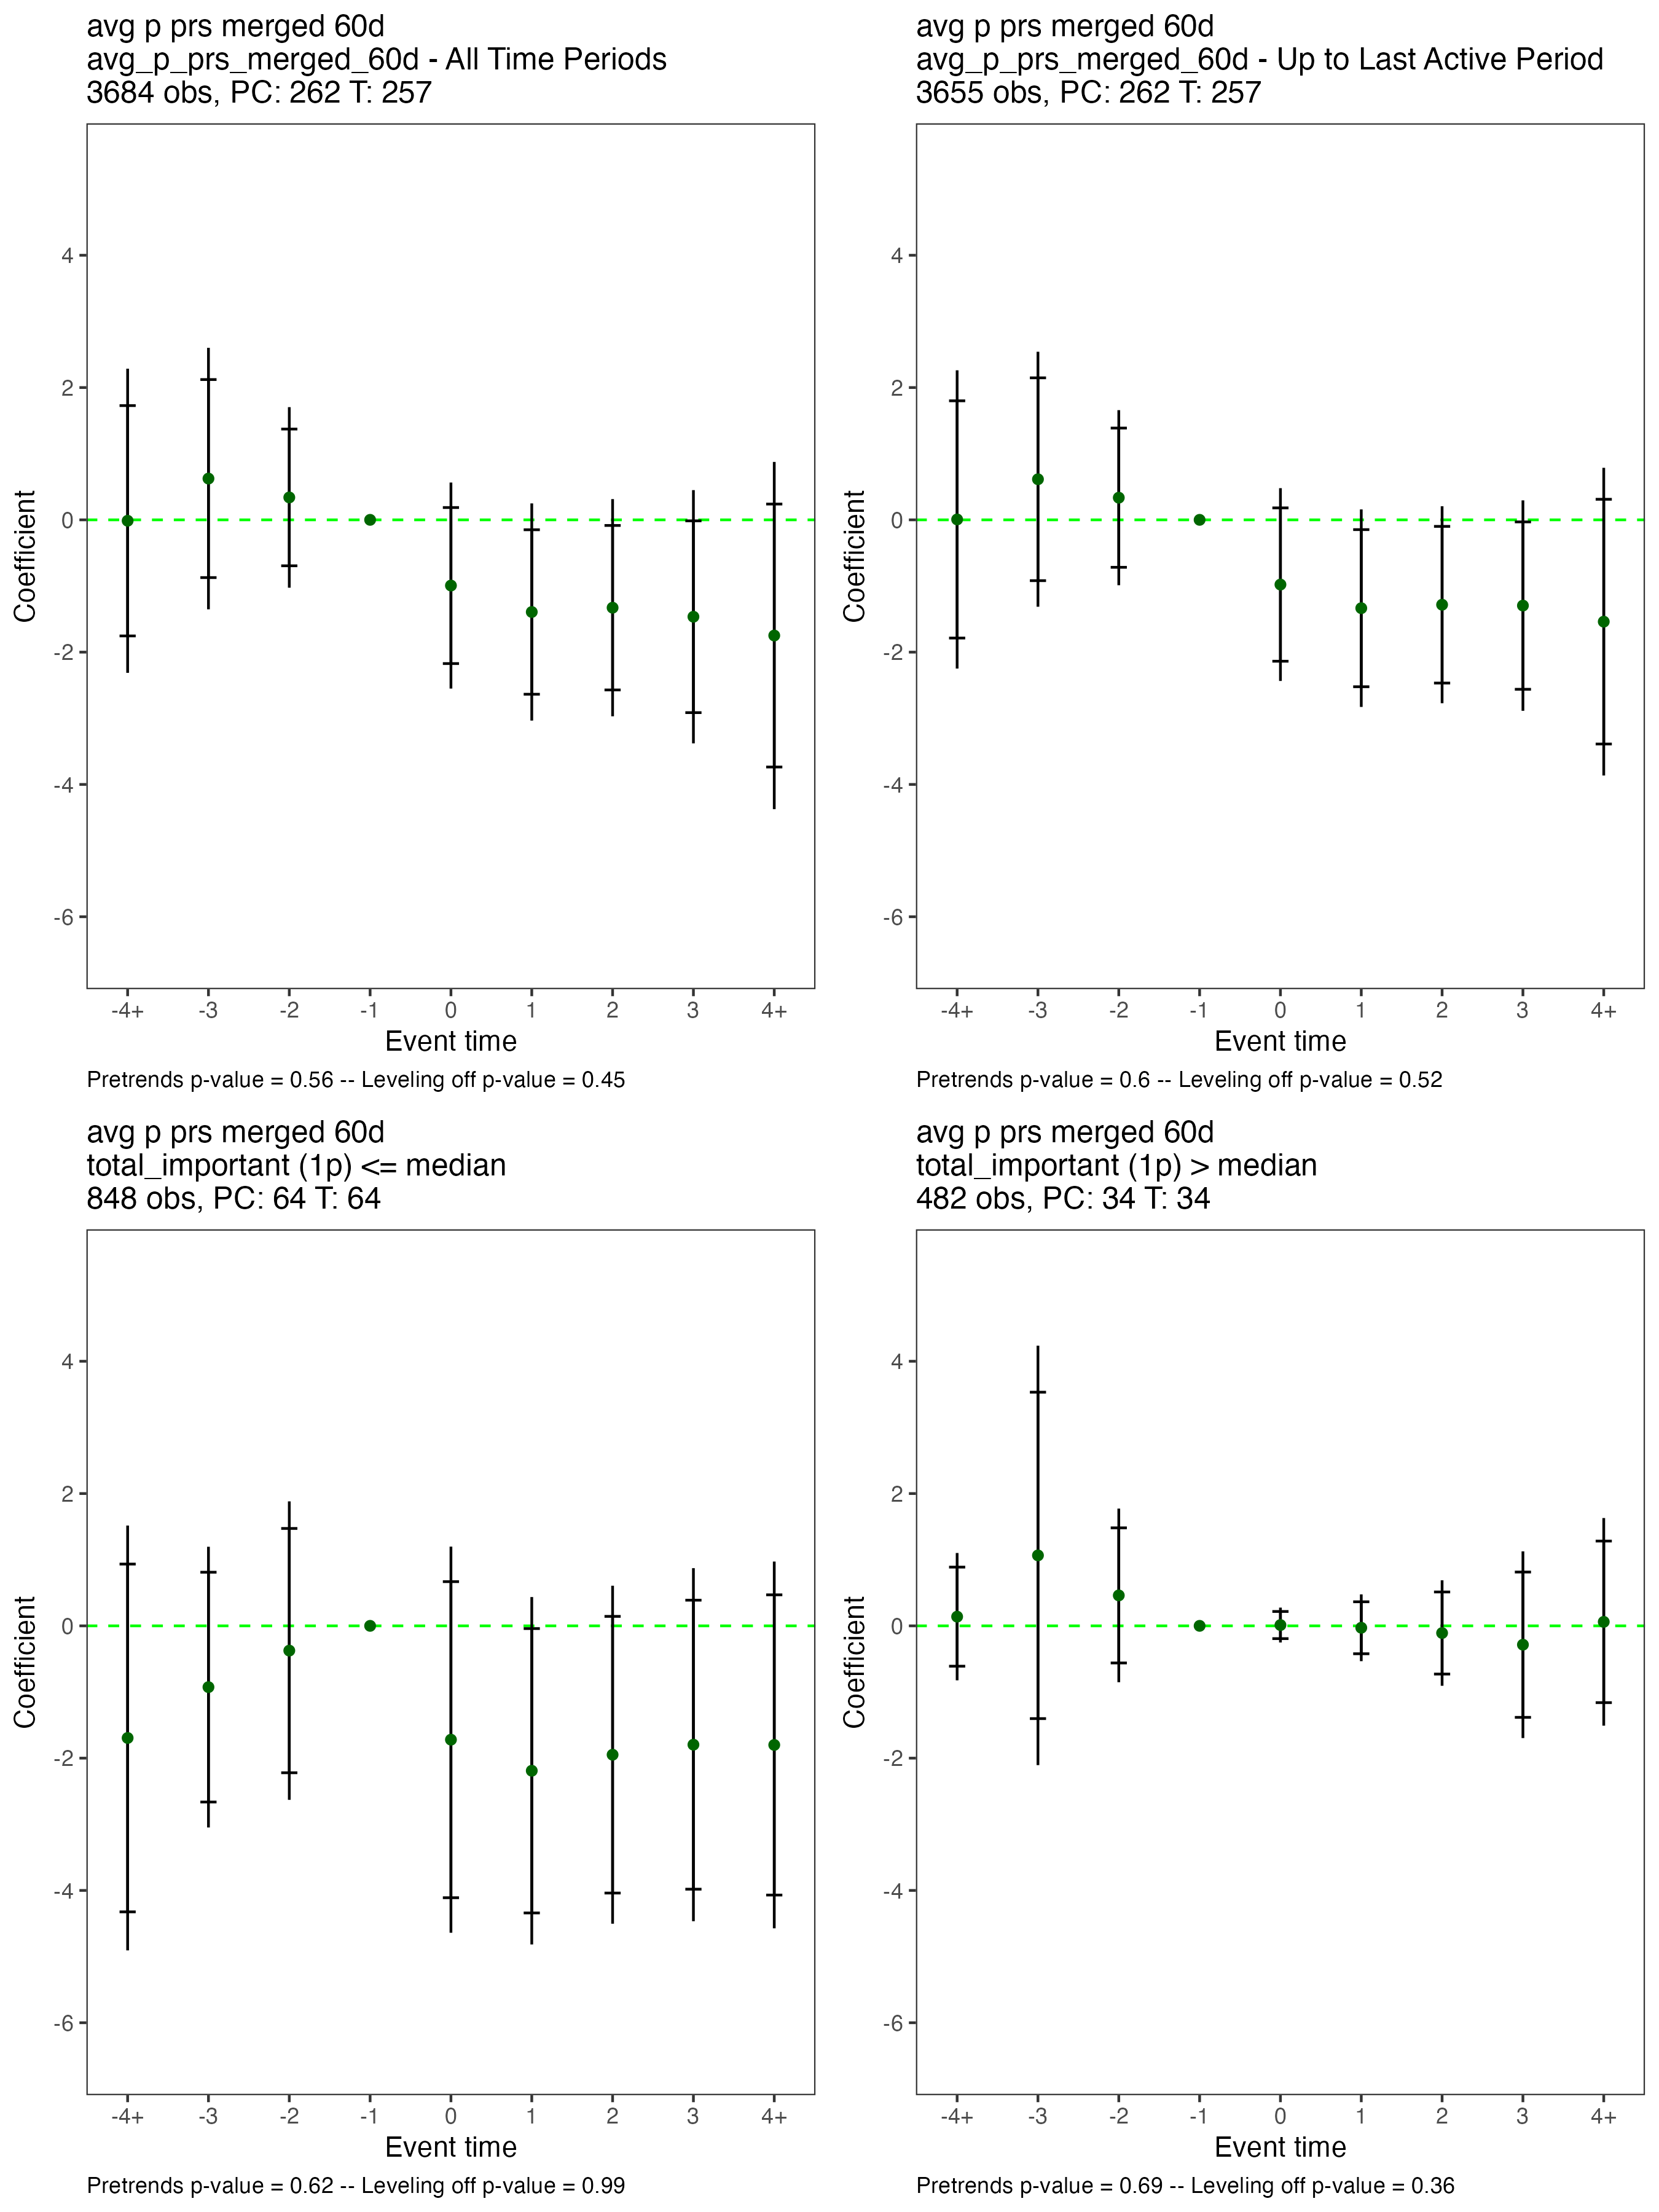 avg p prs merged 60d
avg_p_prs_merged_60d - All Time Periods
3684 obs, PC: 262 T: 257
Coefficient
4
2
0
-2
-4
-6
-4+ -3 -2 -1 0 1 2 3 4+
Event time
Pretrends p-value = 0.56 -- Leveling off p-value = 0.45
avg p prs merged 60d
avg_p_prs_merged_60d - Up to Last Active Period
3655 obs, PC: 262 T: 257
Coefficient
4
2
0
-2
-4
-6
-4+ -3 -2 -1 0 1 2 3 4+
Event time
Pretrends p-value = 0.6 -- Leveling off p-value = 0.52
avg p prs merged 60d
total_important (1p) <= median
848 obs, PC: 64 T: 64
Coefficient
4
2
0
-2
-4
-6
-4+ -3 -2 -1 0 1 2 3 4+
Event time
Pretrends p-value = 0.62 -- Leveling off p-value = 0.99
avg p prs merged 60d
total_important (1p) > median
482 obs, PC: 34 T: 34
Coefficient
4
2
0
-2
-4
-6
-4+ -3 -2 -1 0 1 2 3 4+
Event time
Pretrends p-value = 0.69 -- Leveling off p-value = 0.36